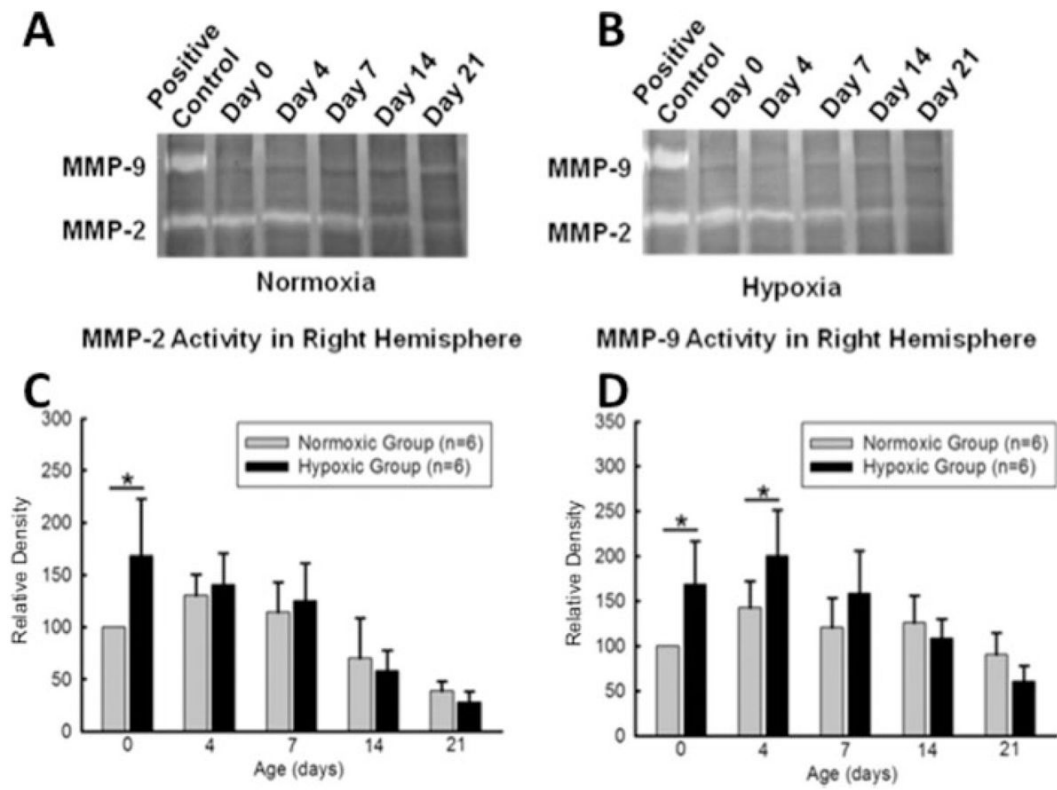 A
Positive Control
Day 0
Day 4
Day 7
Day 14
Day 21
MMP-9
MMP-2
Normoxia
B
Positive Control
Day 0
Day 4
Day 7
Day 14
Day 21
MMP-9
MMP-2
Hypoxia
MMP-2 Activity in Right Hemisphere
C
300
250
200
150
100
50
0
Relative Density
Normoxic Group (n=6)
Hypoxic Group (n=6)
*
0 4 7 14 21
Age (days)
MMP-9 Activity in Right Hemisphere
D
350
300
250
200
150
100
50
0
Relative Density
Normoxic Group (n=6)
Hypoxic Group (n=6)
*
*
0 4 7 14 21
Age (days)